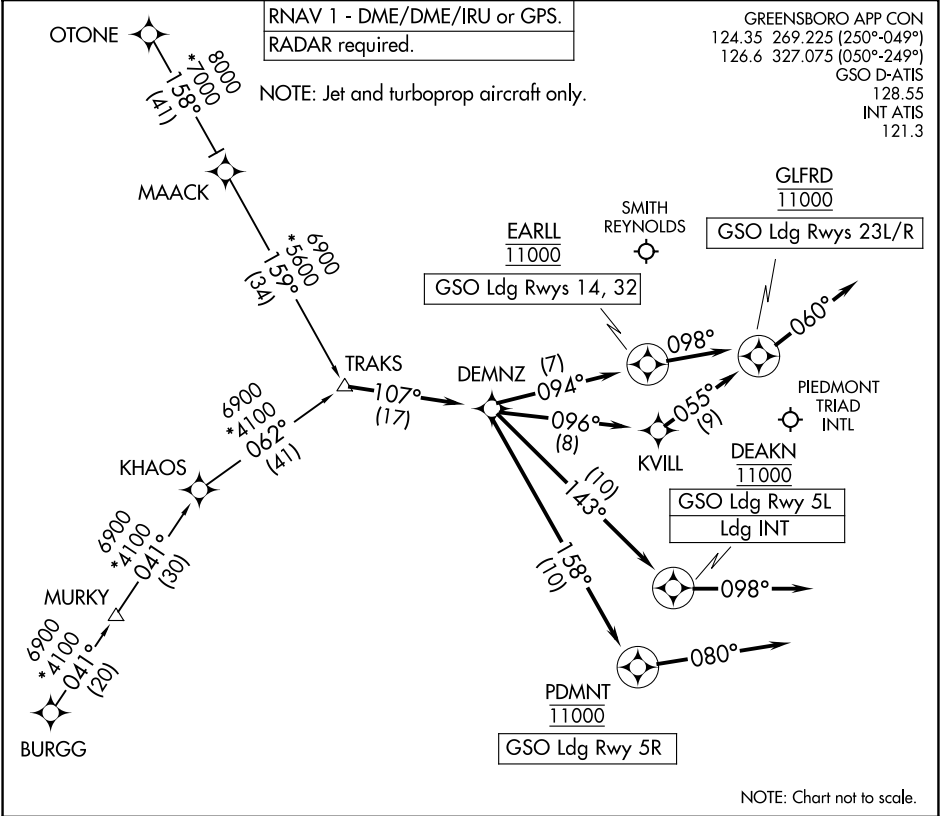 RNAV 1 - DME/DME/IRU or GPS.
RADAR required.
NOTE: Jet and turboprop aircraft only.
GREENSBORO APP CON
124.35 269.225 (250°-049°)
126.6 327.075 (050°-249°)
GSO D-ATIS
128.55
INT ATIS
121.3
OTONE
8000
*7000
158°
(41)
MAACK
6900
*5600
159°
(34)
GLFRD
11000
GSO Ldg Rwys 23L/R
SMITH
REYNOLDS
EARLL
11000
GSO Ldg Rwys 14, 32
060°
098°
TRAKS
107°
(17)
DEMNZ
(7)
094°
096°
(8)
KVILL
055°
(9)
PIEDMONT
TRIAD
INTL
6900
*4100
062°
(41)
KHAOS
DEAKN
11000
GSO Ldg Rwy 5L
Ldg INT
(10)
143°
098°
158°
(10)
6900
*4100
041°
(30)
MURKY
6900
*4100
041°
(20)
BURGG
080°
PDMNT
11000
GSO Ldg Rwy 5R
NOTE: Chart not to scale.